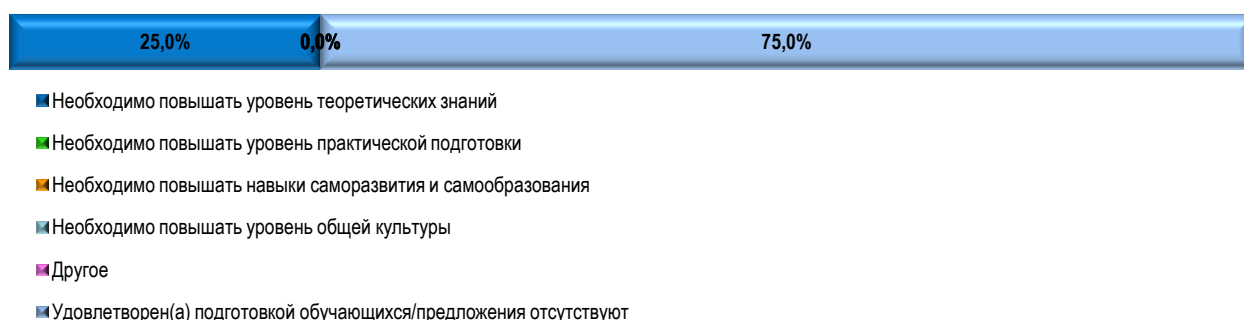 25,0% 0,0% 75,0%
Необходимо повышать уровень теоретических знаний
Необходимо повышать уровень практической подготовки
Необходимо повышать навыки саморазвития и самообразования
Необходимо повышать уровень общей культуры
Другое
Удовлетворен(а) подготовкой обучающихся/предложения отсутствуют